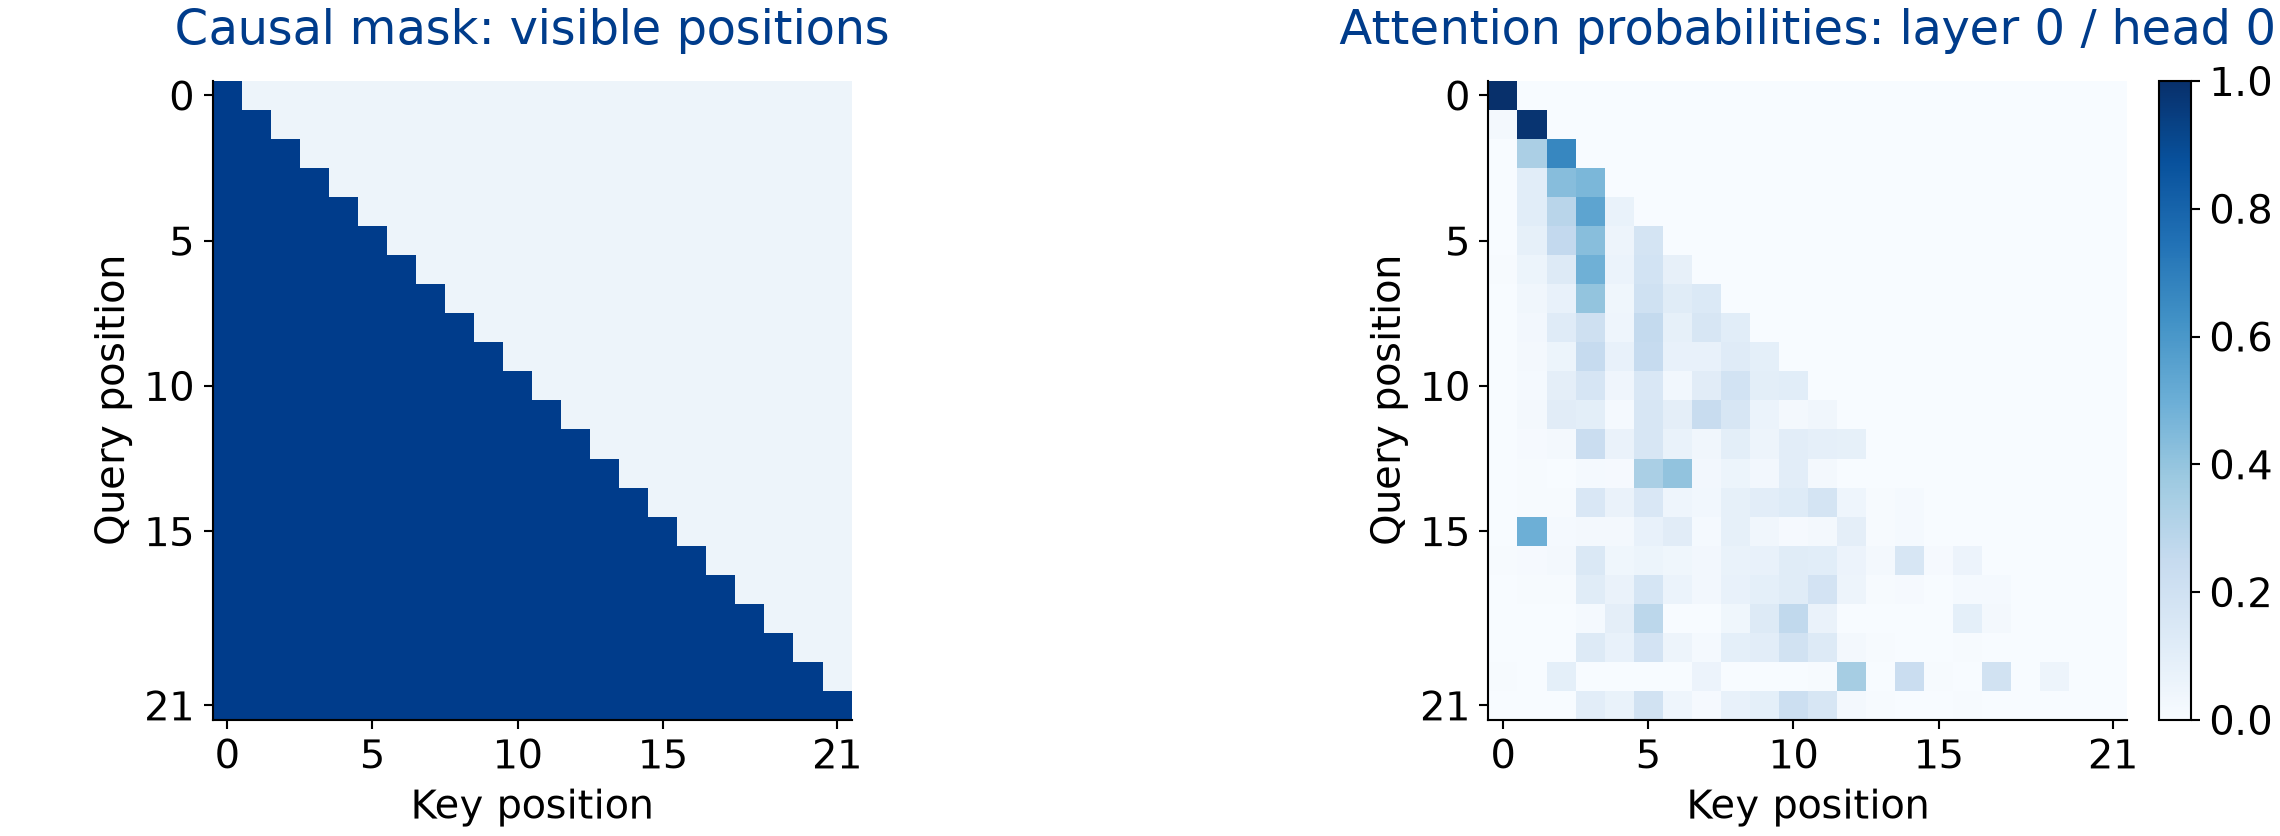 Causal mask: visible positions
0
5
10
15
21
Query position
0 5 10 15 21
Key position
Attention probabilities: layer 0 / head 0
0
5
10
15
21
Query position
0 5 10 15 21
Key position
1.0
0.8
0.6
0.4
0.2
0.0